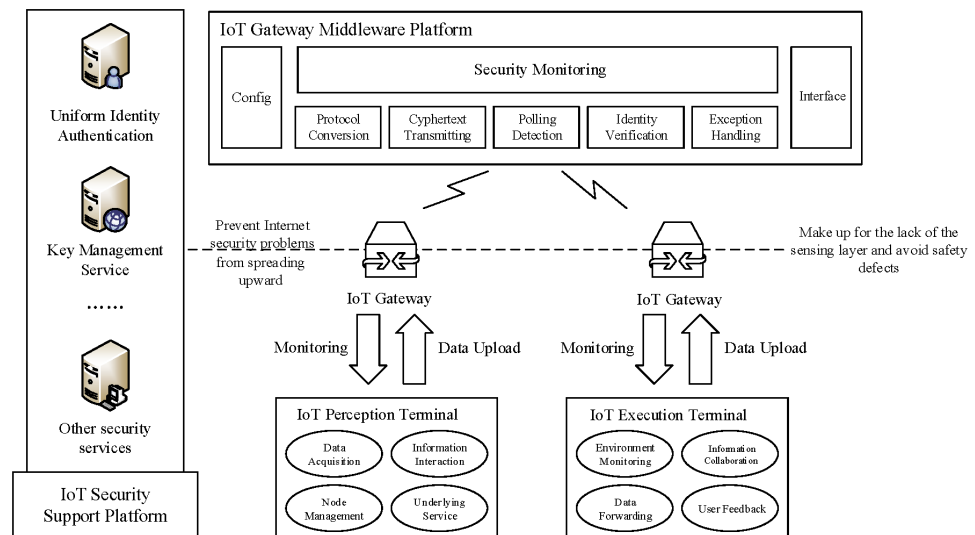 Uniform Identity
Authentication
Key Management
Service
······
Other security
services
IoT Security
Support Platform
IoT Gateway Middleware Platform
Config
Security Monitoring
Interface
Protocol
Conversion
Cyphertext
Transmitting
Polling
Detection
Identity
Verification
Exception
Handling
Prevent Internet
security problems
from spreading
upward
Make up for the lack of the
sensing layer and avoid safety
defects
IoT Gateway
IoT Gateway
Monitoring
Data Upload
Monitoring
Data Upload
IoT Perception Terminal
Data
Acquisition
Information
Interaction
Node
Management
Underlying
Service
IoT Execution Terminal
Environment
Monitoring
Information
Collaboration
Data
Forwarding
User Feedback